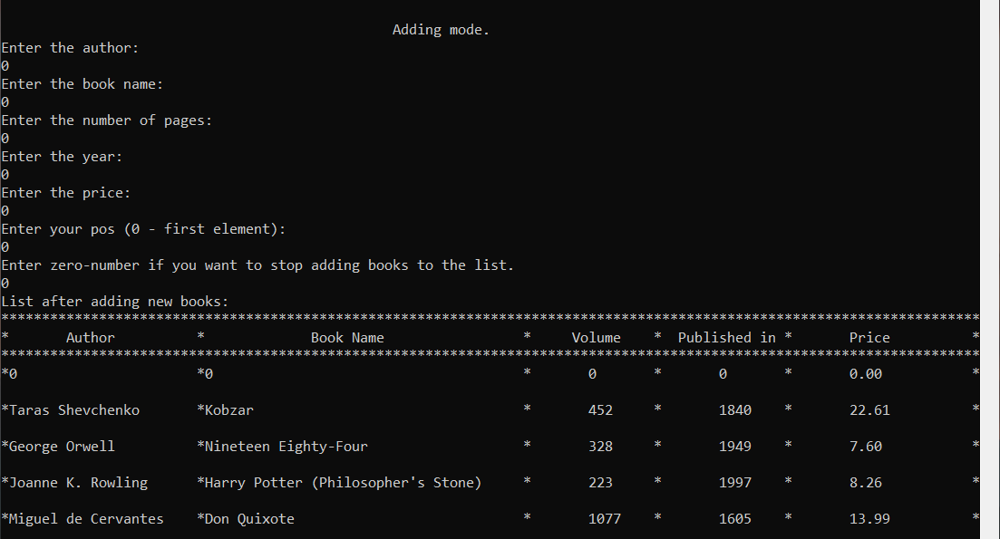 Adding mode.
Enter the author:
0
Enter the book name:
0
Enter the number of pages:
0
Enter the year:
0
Enter the price:
0
Enter your pos (0 - first element):
0
Enter zero-number if you want to stop adding books to the list.
0
List after adding new books:
************************************************************************************************************************
* Author * Book Name * Volume * Published in * Price *
************************************************************************************************************************
*0 *0 * 0 * 0 * 0.00 *
*Taras Shevchenko *Kobzar * 452 * 1840 * 22.61 *
*George Orwell *Nineteen Eighty-Four * 328 * 1949 * 7.60 *
*Joanne K. Rowling *Harry Potter (Philosopher's Stone) * 223 * 1997 * 8.26 *
*Miguel de Cervantes *Don Quixote * 1077 * 1605 * 13.99 *